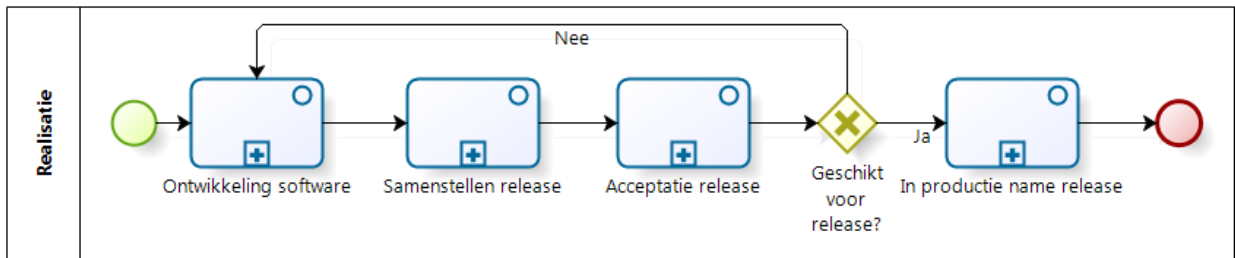 Realisatie
Nee
Ja
Ontwikkeling software
Samenstellen release
Acceptatie release
Geschikt
voor
release?
In productie name release